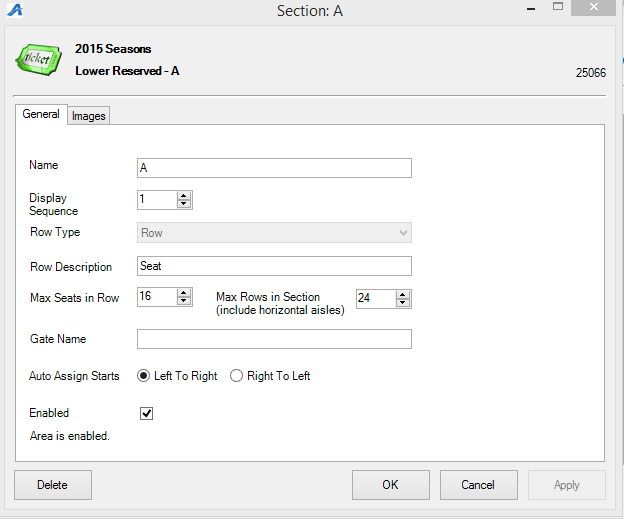 Section: A
ticket
2015 Seasons
Lower Reserved - A
25066
General Images
Name A
Display
Sequence 1
Row Type Row
Row Description Seat
Max Seats in Row 16 Max Rows in Section 24
(include horizontal aisles)
Gate Name
Auto Assign Starts Left To Right Right To Left
Enabled
Area is enabled.
Delete OK Cancel Apply